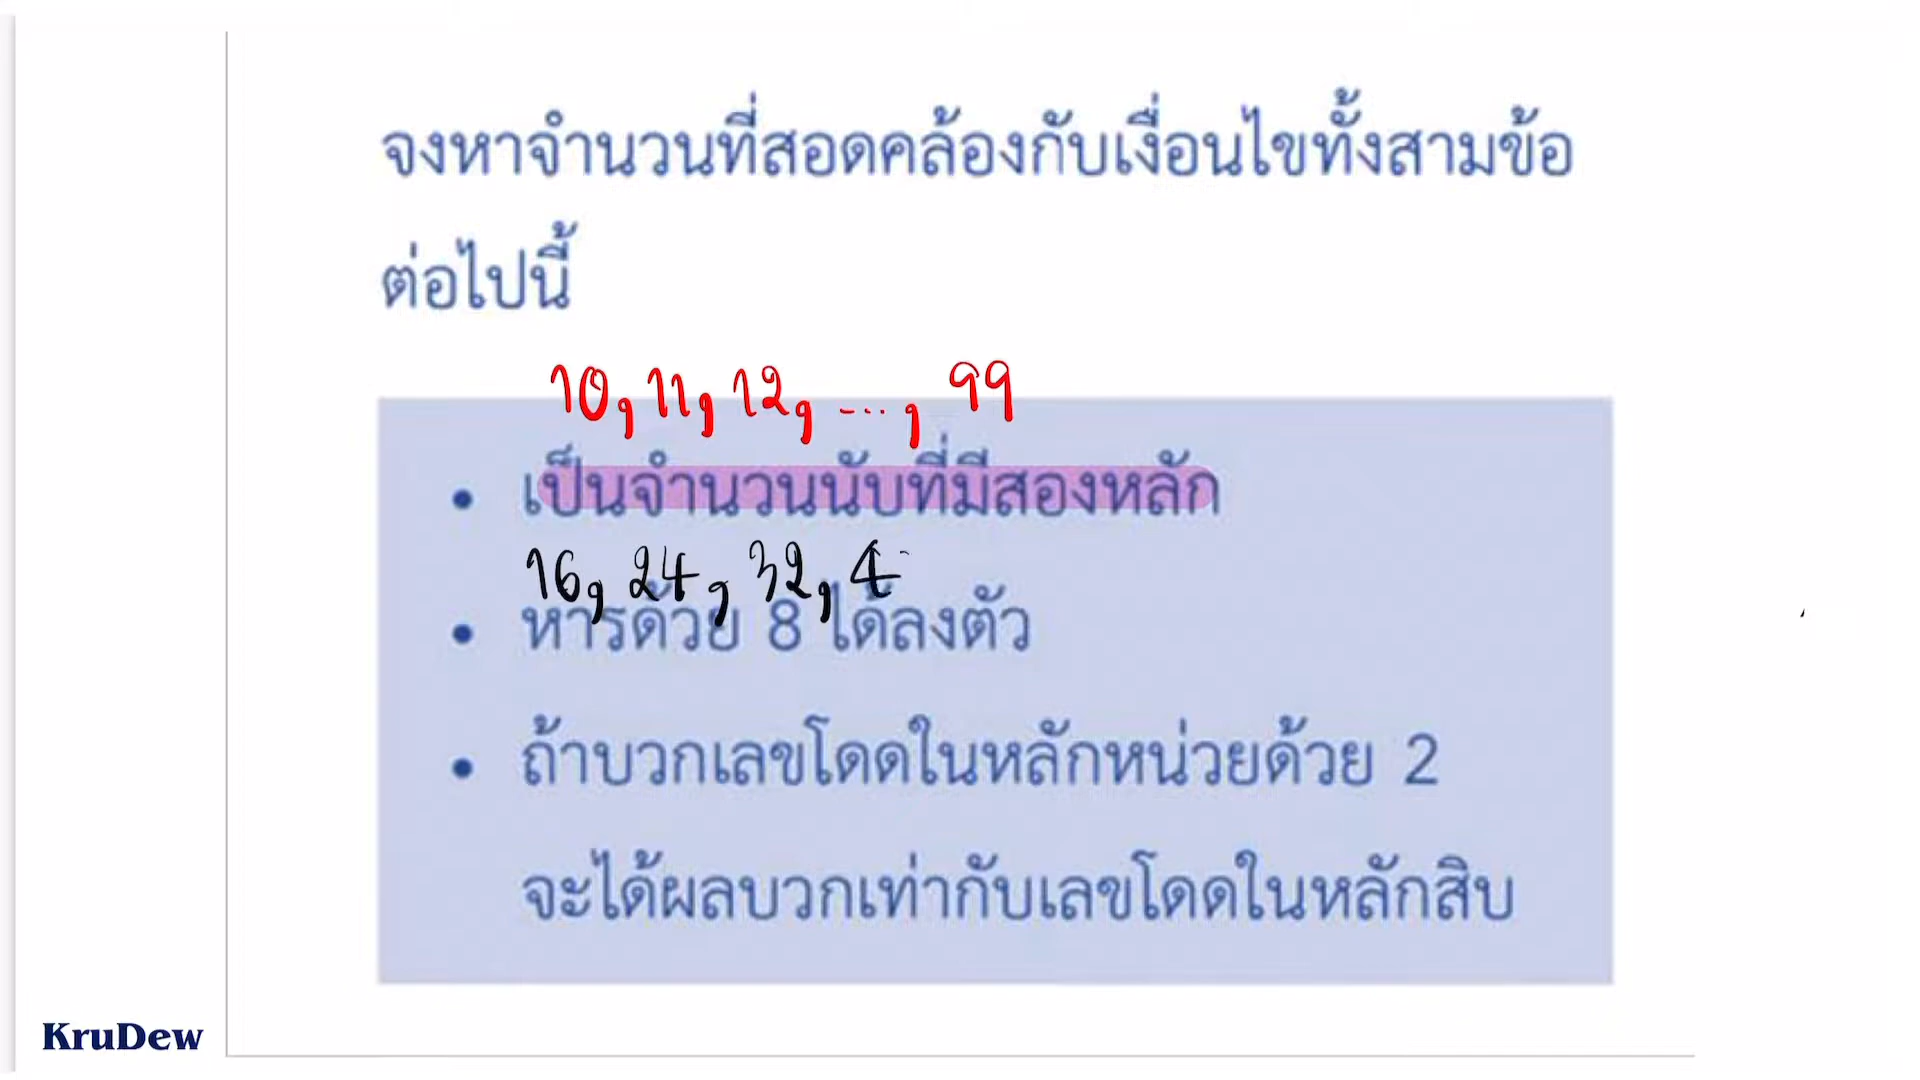 จงหาจำนวนที่สอดคล้องกับเงื่อนไขทั้งสามข้อ
ต่อไปนี้
10, 11, 12, ..., 99
• เป็นจำนวนนับที่มีสองหลัก
16, 24, 32, 4
• หารด้วย 8 ได้ลงตัว
• ถ้าบวกเลขโดดในหลักหน่วยด้วย 2
จะได้ผลบวกเท่ากับเลขโดดในหลักสิบ
KruDew